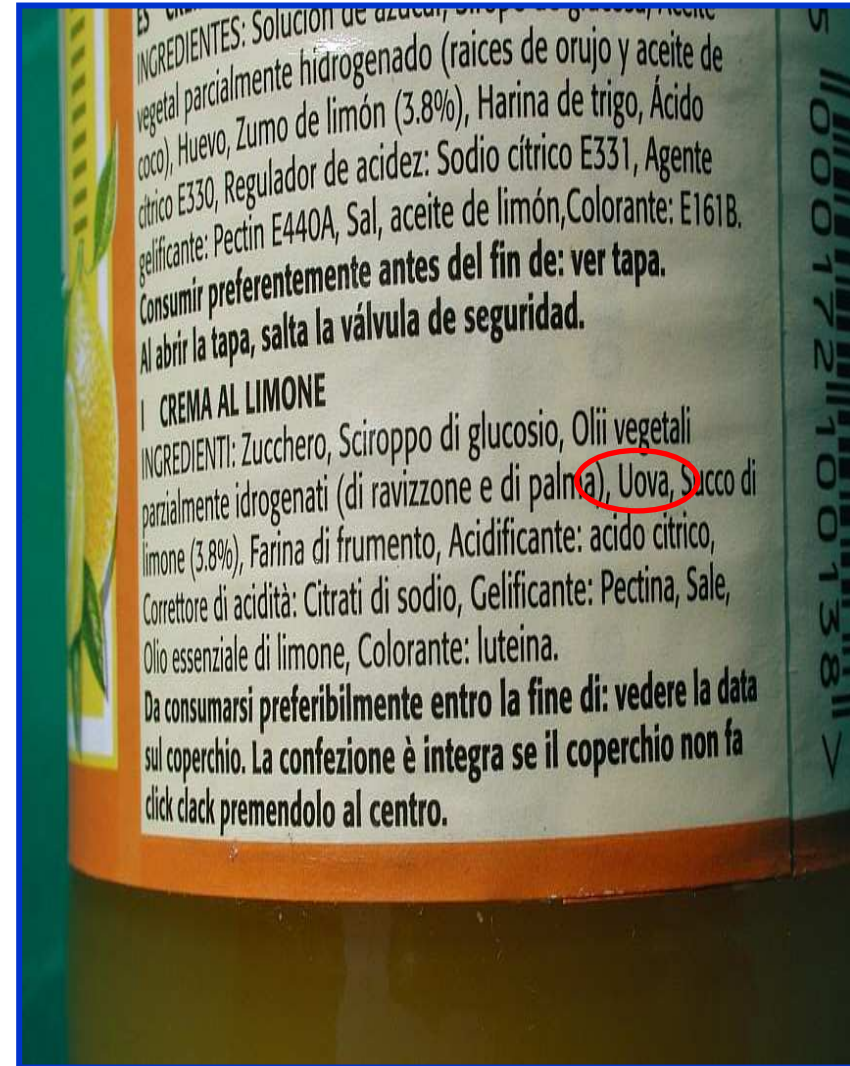 INGREDIENTES: Solución de azúcar,
vegetal parcialmente hidrogenado (raices de orujo y aceite de
coco), Huevo, Zumo de limón (3.8%), Harina de trigo, Ácido
cítrico E330, Regulador de acidez: Sodio cítrico E331, Agente
gelificante: Pectin E440A, Sal, aceite de limón,Colorante: E161B.
Consumir preferentemente antes del fin de: ver tapa.
Al abrir la tapa, salta la válvula de seguridad.
I CREMA AL LIMONE
INGREDIENTI: Zucchero, Sciroppo di glucosio, Olii vegetali
parzialmente idrogenati (di ravizzone e di palma), Uova, Succo di
limone (3.8%), Farina di frumento, Acidificante: acido citrico,
Correttore di acidità: Citrati di sodio, Gelificante: Pectina, Sale,
Olio essenziale di limone, Colorante: luteina.
Da consumarsi preferibilmente entro la fine di: vedere la data
sul coperchio. La confezione è integra se il coperchio non fa
click clack premendolo al centro.
5 000172 100138 >